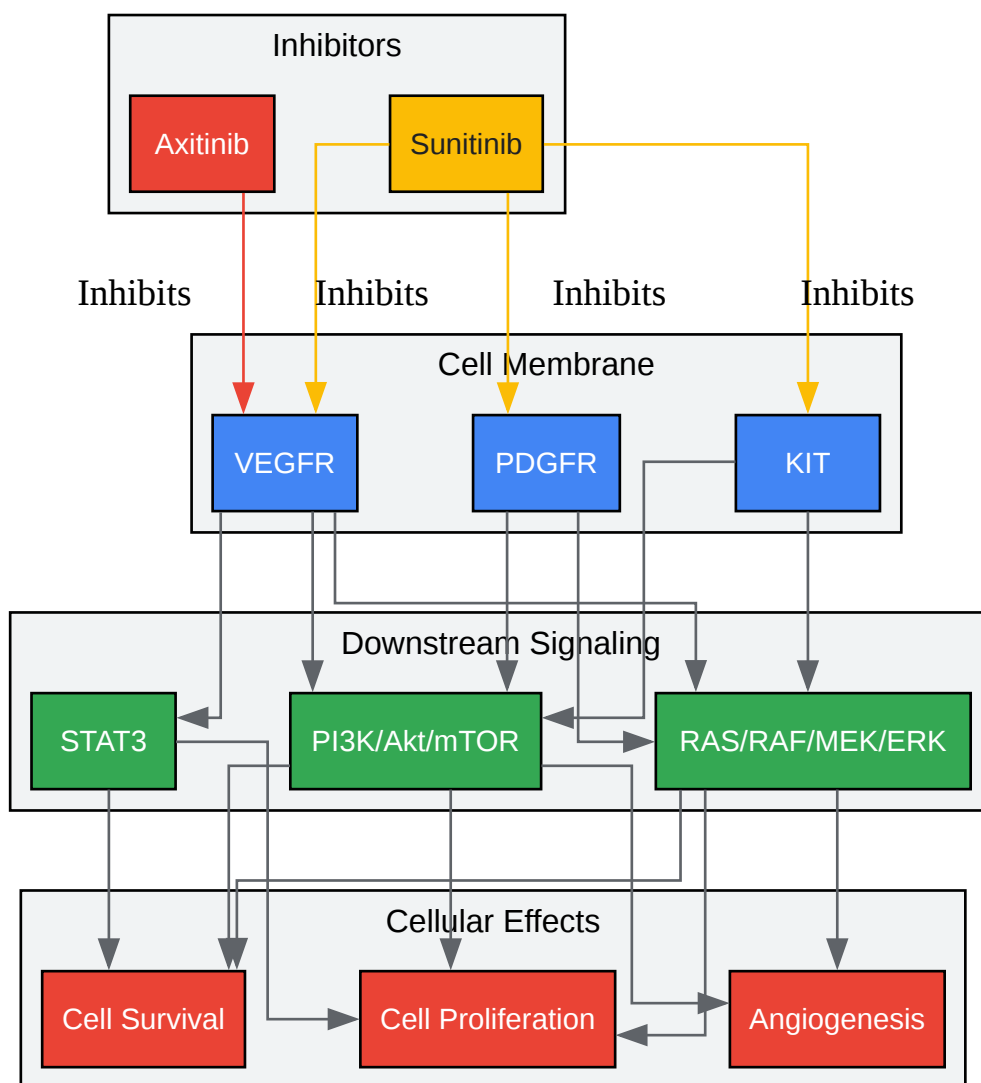 Inhibitors
Axitinib
Sunitinib
Inhibits
Inhibits
Inhibits
Inhibits
Cell Membrane
VEGFR
PDGFR
KIT
Downstream Signaling
STAT3
PI3K/Akt/mTOR
RAS/RAF/MEK/ERK
Cellular Effects
Cell Survival
Cell Proliferation
Angiogenesis